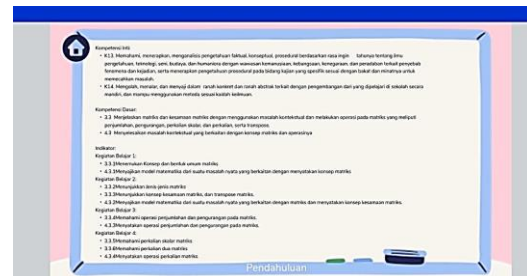 Kompetensi Inti:
• K13. Memahami, menerapkan, menganalisis pengetahuan faktual, konseptual, prosedural berdasarkan rasa ingin tahunya tentang ilmu
pengetahuan, teknologi, seni, budaya, dan humaniora dengan wawasan kemanusiaan, kebangsaan, kenegaraan, dan peradaban terkait penyebab
fenomena dan kejadian, serta menerapkan pengetahuan prosedural pada bidang kajian yang spesifik sesuai dengan bakat dan minatnya untuk
memecahkan masalah.
• K14. Mengolah, menalar, dan menyaji dalam ranah konkret dan ranah abstrak terkait dengan pengembangan dari yang dipelajari di sekolah secara
mandiri, dan mampu menggunakan metoda sesuai kaidah keilmuan.
Kompetensi Dasar:
• 3.3 Menjelaskan matriks dan kesamaan matriks dengan menggunakan masalah kontekstual dan melakukan operasi pada matriks yang meliputi
penjumlahan, pengurangan, perkalian skalar, dan perkalian, serta transpose.
• 4.3 Menyelesaikan masalah kontekstual yang berkaitan dengan konsep matriks dan operasinya
Indikator:
Kegiatan Belajar 1:
• 3.3.1Menemukan Konsep dan bentuk umum matriks.
• 4.3.1Menyajikan model matematika dari suatu masalah nyata yang berkaitan dengan menyatakan konsep matriks
Kegiatan Belajar 2:
• 3.3.2Menunjukkan jenis-jenis matriks
• 3.3.3Menunjukkan konsep kesamaan matriks, dan transpose matriks.
• 4.3.2Menyajikan model matematika dari suatu masalah nyata yang berkaitan dengan matriks dan menyatakan konsep kesamaan matriks.
Kegiatan Belajar 3:
• 3.3.4Memahami operasi penjumlahan dan pengurangan pada matriks.
• 4.3.3Menyatakan operasi penjumlahan dan pengurangan pada matriks.
Kegiatan Belajar 4:
• 3.3.5Memahami perkalian skalar matriks
• 3.3.6Memahami perkalian dua matriks
• 4.3.4Menyatakan operasi perkalian matriks.
Pendahuluan